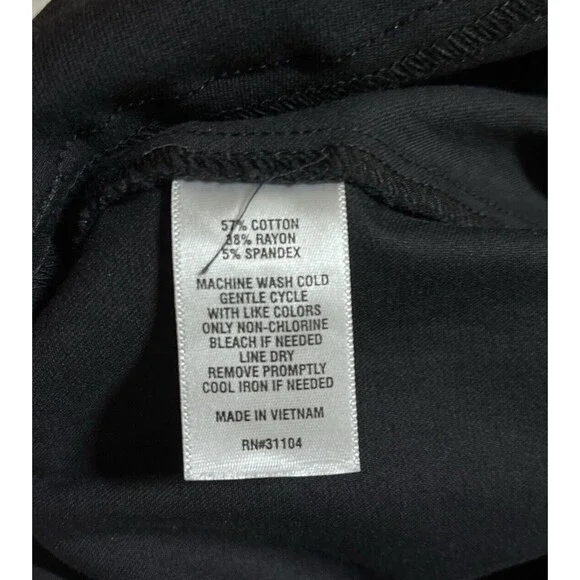 57% COTTON
38% RAYON
5% SPANDEX
MACHINE WASH COLD
GENTLE CYCLE
WITH LIKE COLORS
ONLY NON-CHLORINE
BLEACH IF NEEDED
LINE DRY
REMOVE PROMPTLY
COOL IRON IF NEEDED
MADE IN VIETNAM
RN#31104